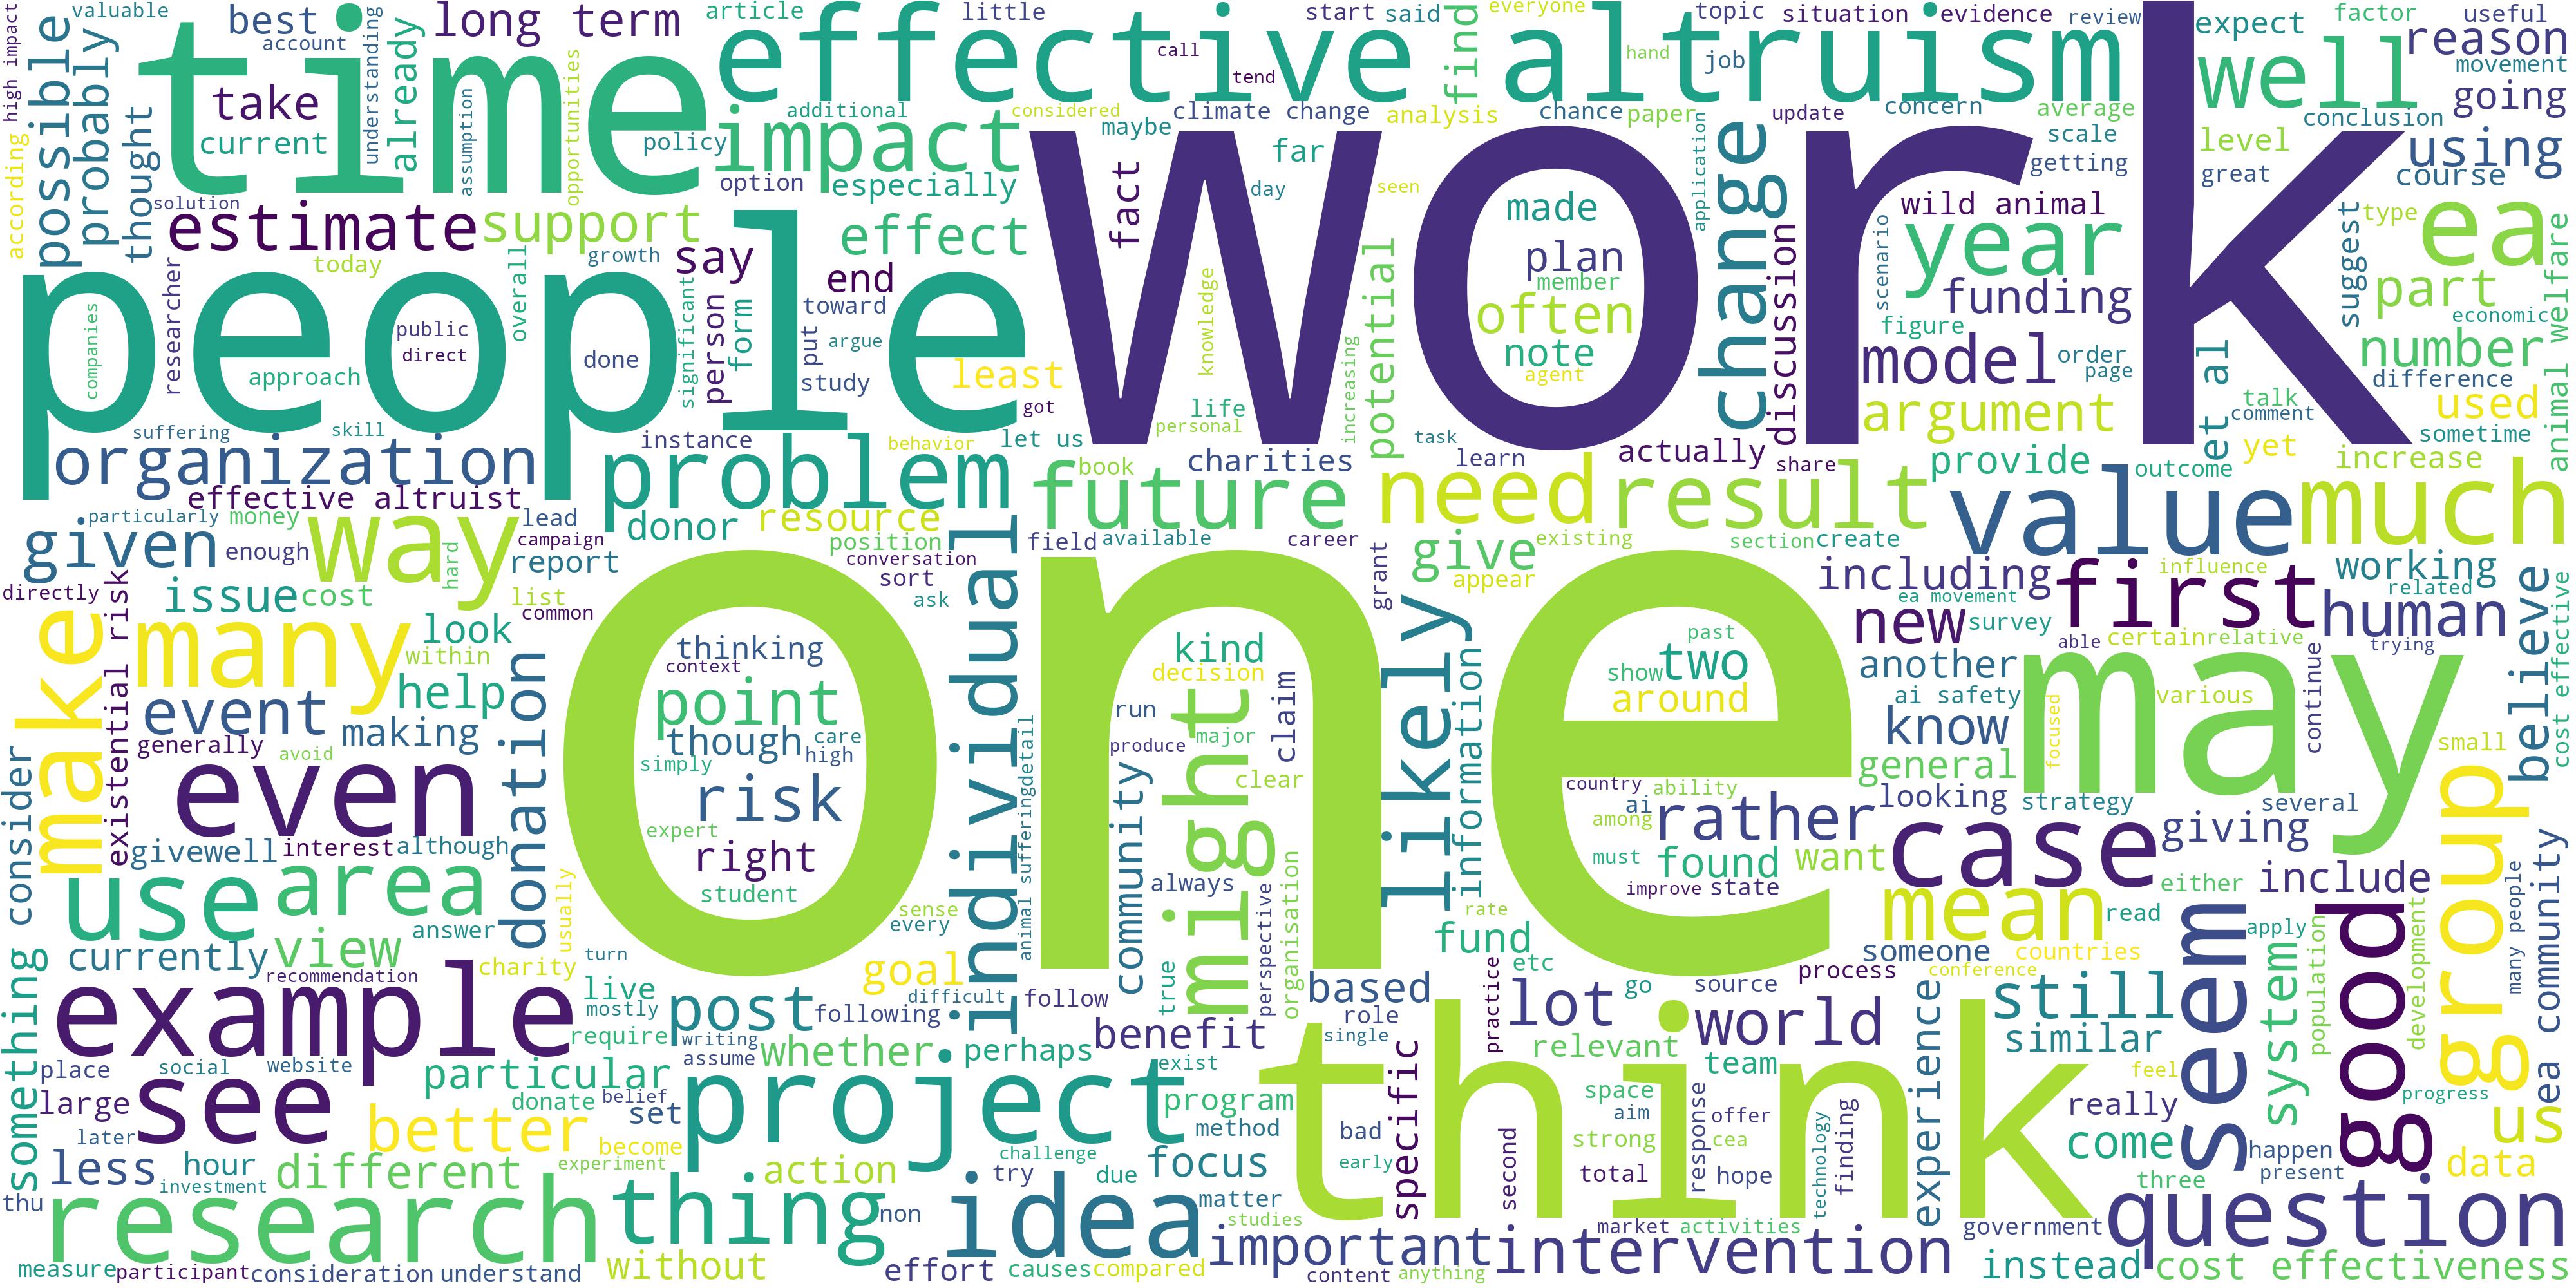 valuable
best
account
long term
article
little
call
tend
start
said
everyone
topic
situation
evidence
review
expect
factor
useful
high impact
possible
probably
thought
time
understanding
already
assumption
opportunities
effective altruism
find
hand
job
well
reason
movement
going
take
current
policy
additional
impact
considered
maybe
climate change
far
analysis
chance
paper
update
concern
average
scale
getting
level
great
conclusion
using
course
according
solution
estimate
support
option
especially
effect
fact
day
seen
work
made
plan
member
often
note
agent
change
application
discussion
wild animal
scenario
year
funding
figure
model
order
page
argument
suggest
type
ea
part
economic
number
difference
animal welfare
today
researcher
growth
overall
say
person
significant
form
end
toward
put
argue
study
knowledge
increasing
potential
people
companies
public
direct
approach
done
least
got
life
personal
et al
talk
comment
used
yet
sometime
suffering
skill
instance
behavior
let us
task
learn
actually
share
provide
outcome
increase
organization
effective altruist
problem
book
charities
future
need
result
value
much
particularly
money
lead
campaign
donor
resource
position
given
enough
way
hard
report
conversation
sort
ask
individual
field
available
career
grant
give
appear
existing
section
create
including
influence
first
working
related
human
directly
existential risk
issue
cost
list
common
ea movement
new
survey
able
certain
relative
trying
believe
cost effective
make
many
look
within
help
event
making
generally
avoid
donation
one
thinking
context
point
though
care
high
simply
risk
expert
right
student
kind
decision
run
produce
major
claim
clear
might
community
likely
information
past
show
two
around
another
ai safety
know
general
may
various
focused
continue
small
consider
even
givewell
interest
although
country
ability
ai
among
rather
looking
strategy
several
must
found
want
improve
state
case
giving
group
use
area
usually
animal suffering
detail
always
perspective
organisation
mean
read
either
include
good
many people
ea community
something
currently
view
answer
sense
every
rate
fund
someone
countries
seem
apply
system
population
development
recommendation
charity
turn
goal
true
etc
process
conference
example
live
mostly
require
post
following
difficult
follow
based
role
practice
lot
go
source
world
experience
still
similar
benefit
single
relevant
team
place
social
website
particular
donate
belief
writing
assume
whether
perhaps
exist
specific
think
space
aim
strong
cea
response
offer
technology
finding
feel
really
come
progress
us
large
see
later
better
set
become
project
program
method
bad
early
second
total
hope
happen
present
three
data
less
hour
investment
different
experiment
action
challenge
try
due
focus
thu
research
thing
non
idea
matter
studies
important
market
activities
intervention
government
question
measure
participant
consideration
understand
without
effort
causes
compared
content
anything
instead
cost effectiveness